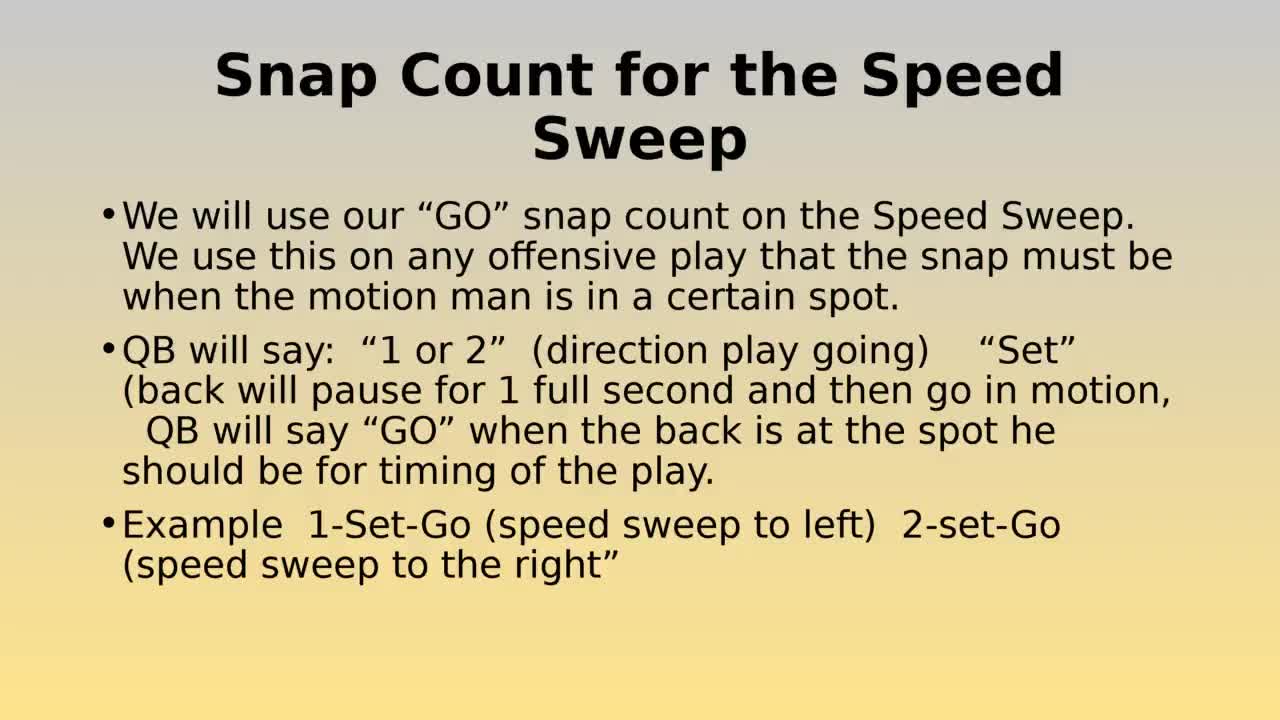 Snap Count for the Speed
Sweep
•We will use our “GO” snap count on the Speed Sweep.
We use this on any offensive play that the snap must be
when the motion man is in a certain spot.
•QB will say:  “1 or 2”  (direction play going)    “Set”
(back will pause for 1 full second and then go in motion,
QB will say “GO” when the back is at the spot he
should be for timing of the play.
•Example  1-Set-Go (speed sweep to left)  2-set-Go
(speed sweep to the right”